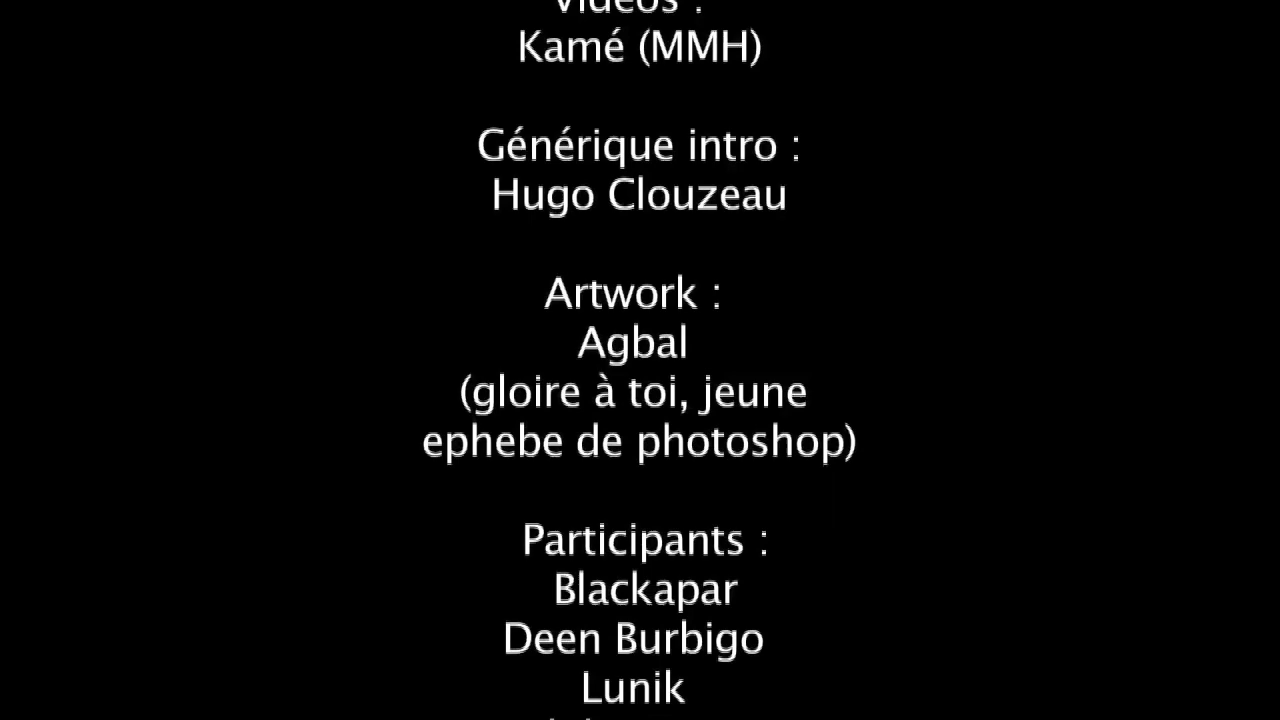 Vidéos :
Kamé (MMH)
Générique intro :
Hugo Clouzeau
Artwork :
Agbal
(gloire à toi, jeune
ephebe de photoshop)
Participants :
Blackapar
Deen Burbigo
Lunik